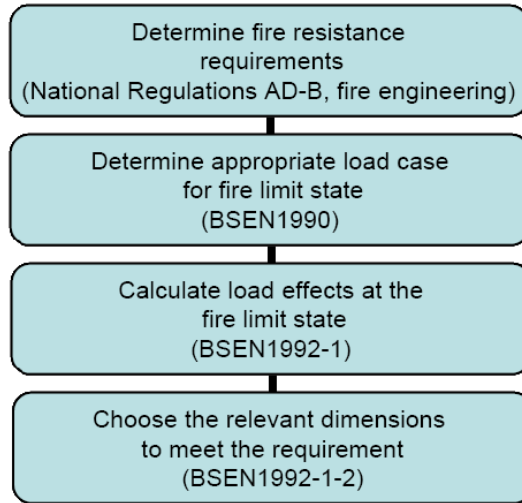 Determine fire resistance
requirements
(National Regulations AD-B, fire engineering)
Determine appropriate load case
for fire limit state
(BSEN1990)
Calculate load effects at the
fire limit state
(BSEN1992-1)
Choose the relevant dimensions
to meet the requirement
(BSEN1992-1-2)